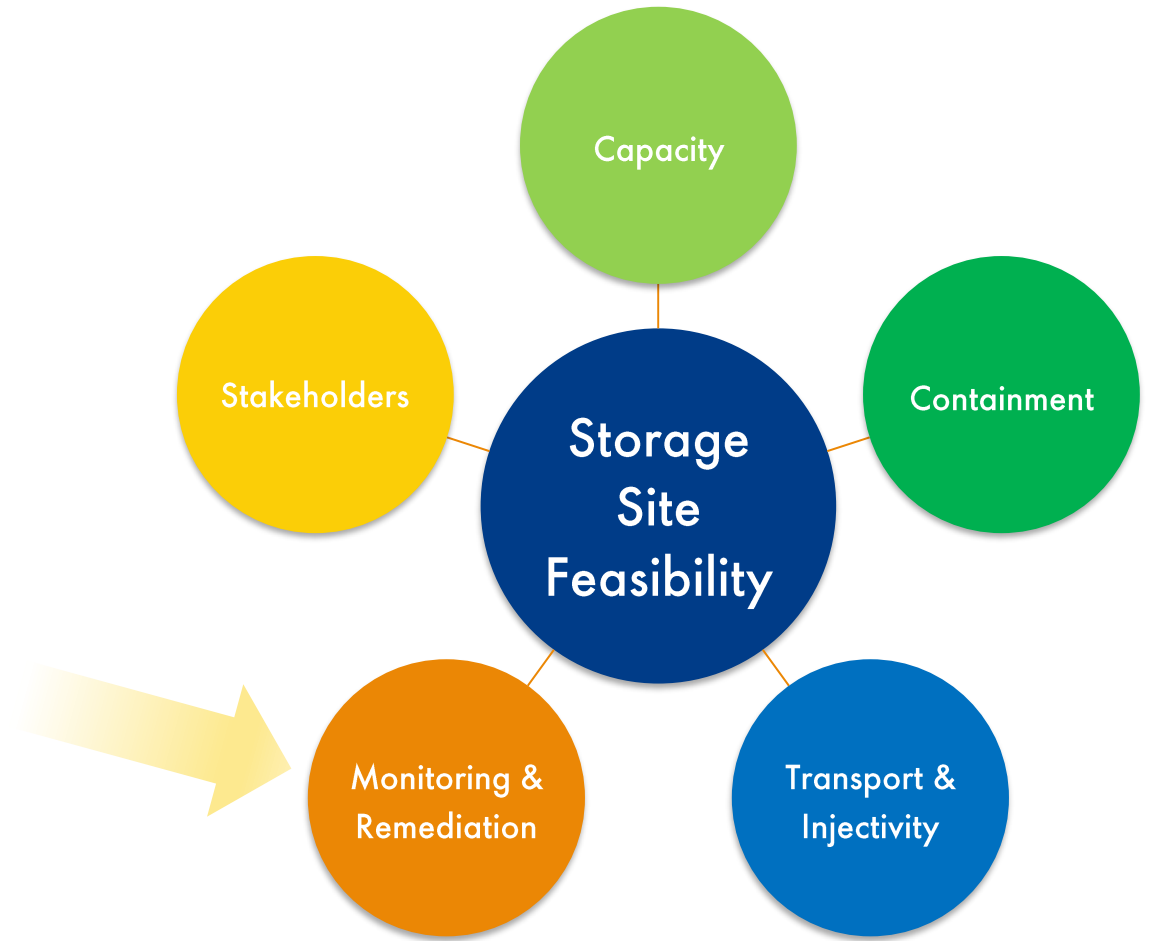 Capacity
Stakeholders
Containment
Storage
Site
Feasibility
Monitoring &
Remediation
Transport &
Injectivity